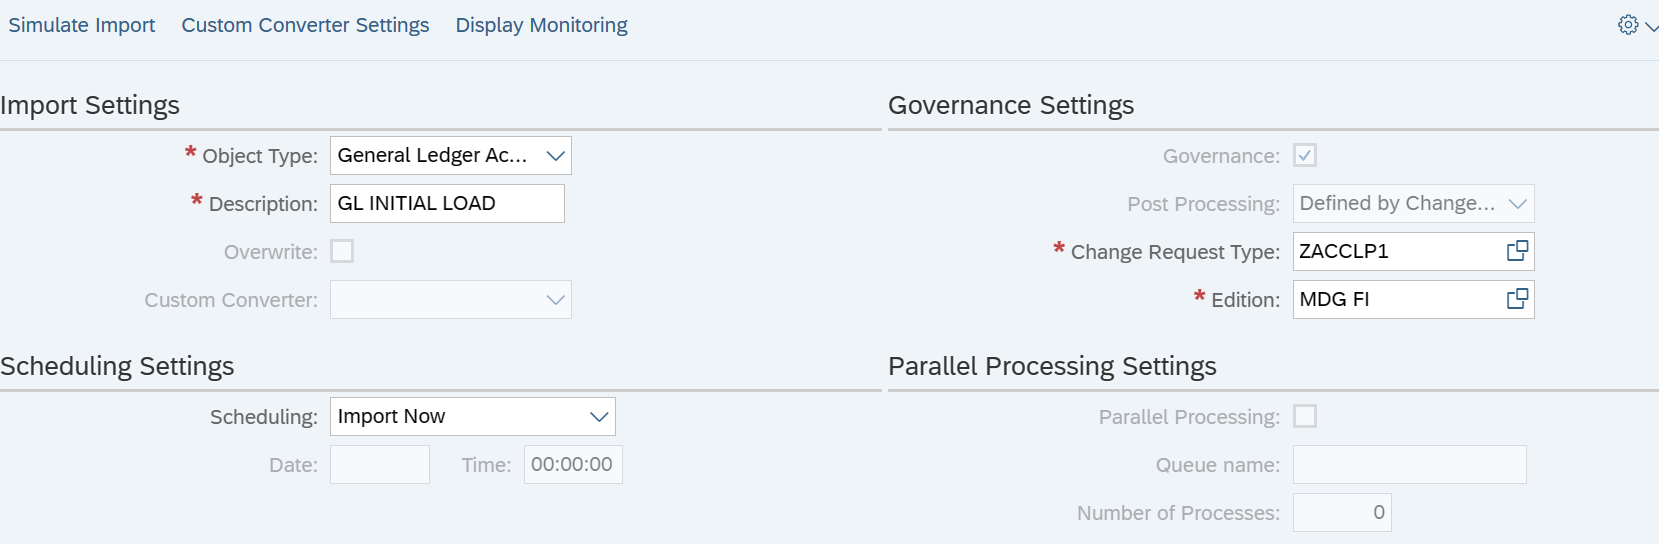 Simulate Import Custom Converter Settings Display Monitoring
Import Settings
* Object Type: General Ledger Ac...
* Description: GL INITIAL LOAD
Overwrite:
Custom Converter:
Governance Settings
Governance:
Post Processing: Defined by Change...
* Change Request Type: ZACCLP1
* Edition: MDG FI
Scheduling Settings
Scheduling: Import Now
Date: Time: 00:00:00
Parallel Processing Settings
Parallel Processing:
Queue name:
Number of Processes: 0